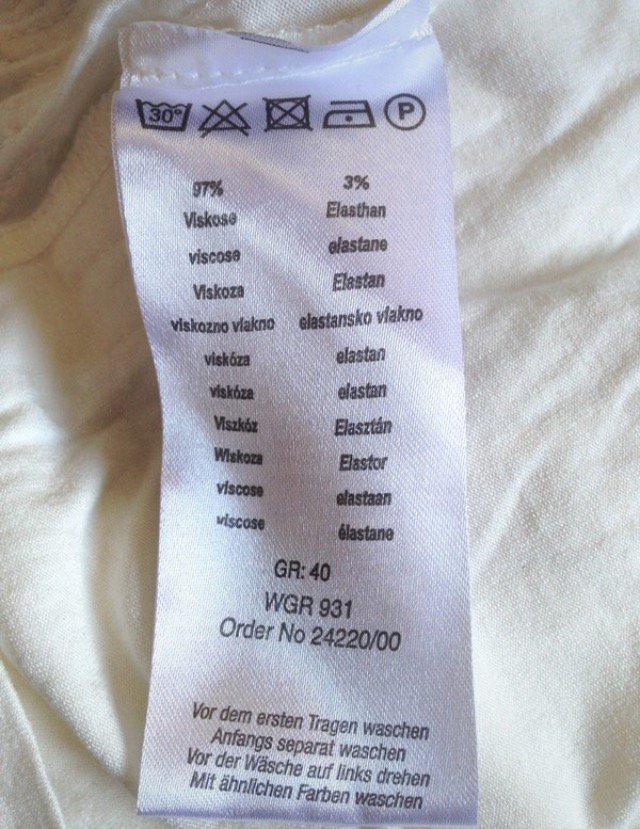 30°
P
97% 3%
Viskose Elasthan
viscose elastane
Viskoza Elastan
viskozno vlakno elastansko vlakno
viskóza elastan
viskóza elastan
Viszkóz Elasztán
Wiskoza Elastor
viscose elastaan
viscose élastane
GR: 40
WGR 931
Order No 24220/00
Vor dem ersten Tragen waschen
Anfangs separat waschen
Vor der Wäsche auf links drehen
Mit ähnlichen Farben waschen